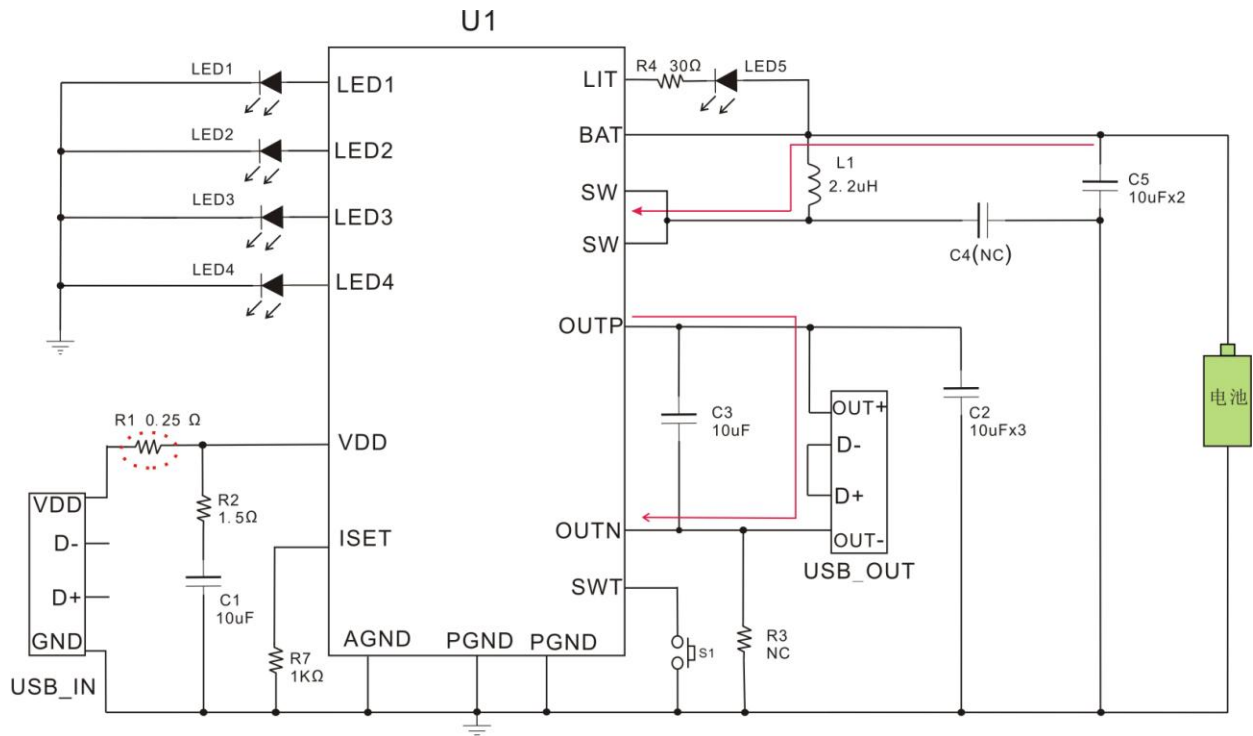 U1
LED1
LED1
LED2
LED2
LED3
LED3
LED4
LED4
R4 30Ω
LED5
LIT
BAT
L1
2.2uH
SW
SW
C5
10uFx2
C4(NC)
OUTP
电池
R1 0.25 Ω
VDD
C3
10uF
OUT+
D-
D+
OUT-
USB_OUT
C2
10uFx3
VDD
D-
D+
GND
USB_IN
R2
1.5Ω
ISET
OUTN
C1
10uF
SWT
R7
1KΩ
AGND
PGND
PGND
S1
R3
NC